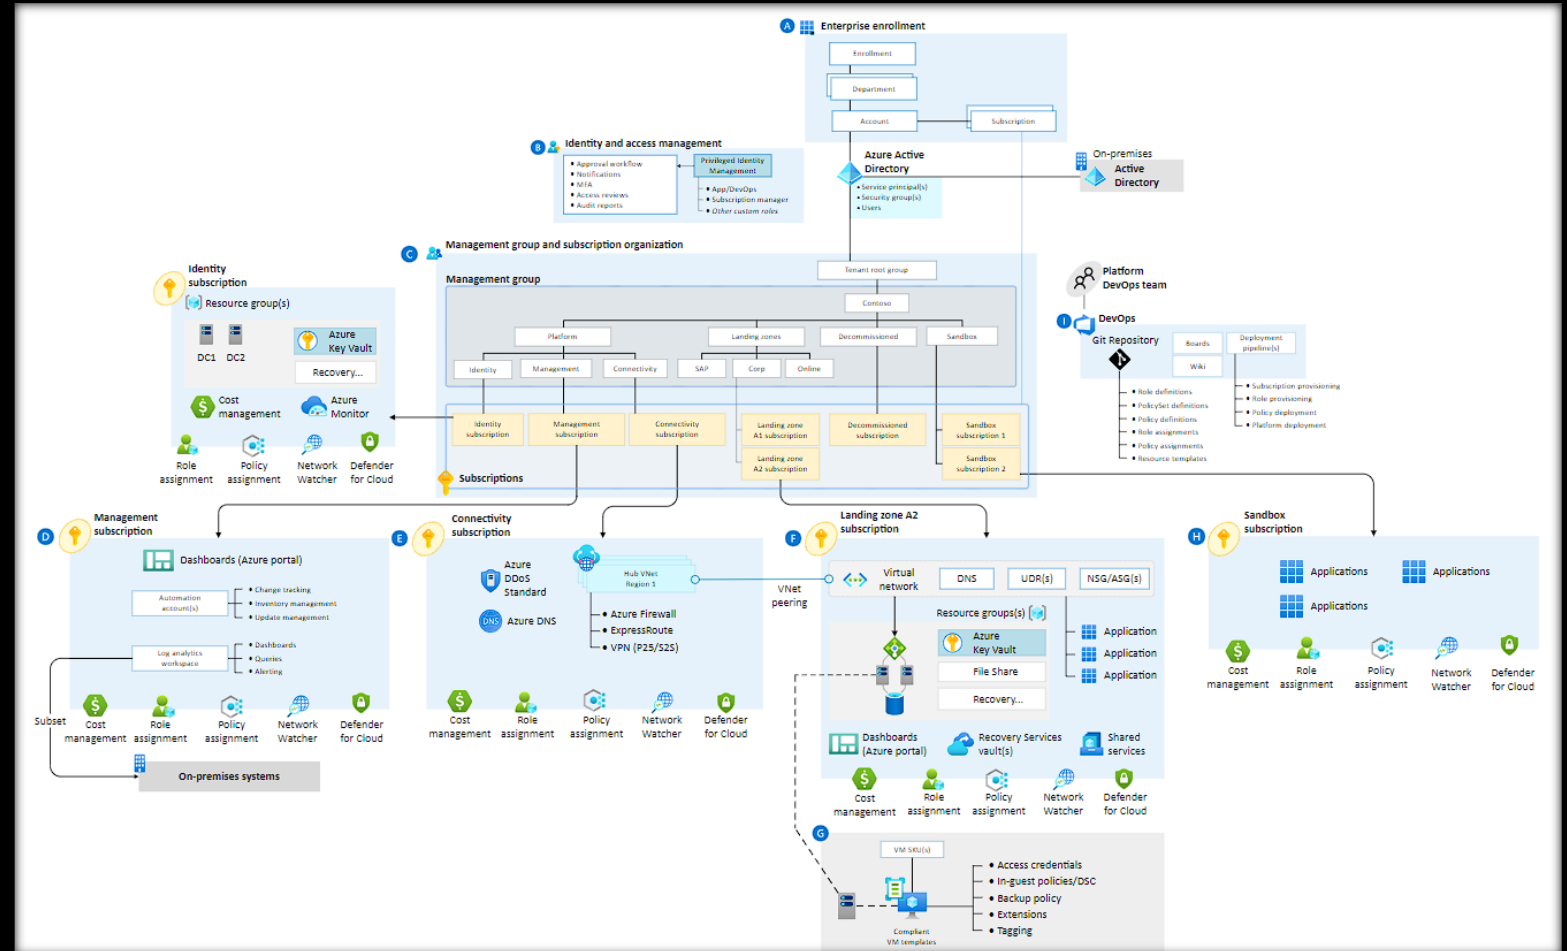 A
Enterprise enrollment
Enrollment
Department
Account
Subscription
B
Identity and access management
• Approval workflow
• Notifications
• MFA
• Access reviews
• Audit reports
Privileged Identity
Management
• App/DevOps
• Subscription manager
• Other custom roles
Azure Active
Directory
• Service principal(s)
• Security group(s)
• Users
On-premises
Active
Directory
C
Management group and subscription organization
Management group
Tenant root group
Contoso
Platform
Landing zones
Decommissioned
Sandbox
Identity
Management
Connectivity
SAP
Corp
Online
Identity
subscription
Management
subscription
Connectivity
subscription
Landing zone
A1 subscription
Landing zone
A2 subscription
Decommissioned
subscription
Sandbox
subscription 1
Sandbox
subscription 2
Subscriptions
Identity
subscription
Resource group(s)
DC1
DC2
Azure
Key Vault
Recovery...
Cost
management
Azure
Monitor
Role
assignment
Policy
assignment
Network
Watcher
Defender
for Cloud
Platform
DevOps team
I
DevOps
Git Repository
Boards
Wiki
Deployment
pipeline(s)
• Role definitions
• PolicySet definitions
• Policy definitions
• Role assignments
• Policy assignments
• Resource templates
• Subscription provisioning
• Role provisioning
• Policy deployment
• Platform deployment
D
Management
subscription
Dashboards (Azure portal)
Automation
account(s)
• Change tracking
• Inventory management
• Update management
Log analytics
workspace
• Dashboards
• Queries
• Alerting
Subset
Cost
management
Role
assignment
Policy
assignment
Network
Watcher
Defender
for Cloud
On-premises systems
E
Connectivity
subscription
Azure
DDoS
Standard
DNS
Azure DNS
Hub VNet
Region 1
• Azure Firewall
• ExpressRoute
• VPN (P2S/S2S)
Cost
management
Role
assignment
Policy
assignment
Network
Watcher
Defender
for Cloud
VNet
peering
F
Landing zone A2
subscription
Virtual
network
DNS
UDR(s)
NSG/ASG(s)
Resource groups(s)
Azure
Key Vault
File Share
Recovery...
Application
Application
Application
Dashboards
(Azure portal)
Recovery Services
vault(s)
Shared
services
Cost
management
Role
assignment
Policy
assignment
Network
Watcher
Defender
for Cloud
G
VM SKU(s)
Compliant
VM templates
• Access credentials
• In-guest policies/DSC
• Backup policy
• Extensions
• Tagging
H
Sandbox
subscription
Applications
Applications
Applications
Cost
management
Role
assignment
Policy
assignment
Network
Watcher
Defender
for Cloud